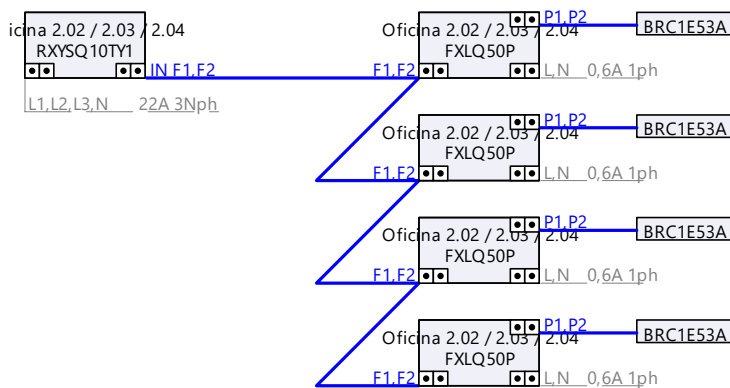 icina 2.02 / 2.03 / 2.04
RXYSQ10TY1
IN F1,F2
L1,L2,L3,N 22A 3Nph
P1,P2
Oficina 2.02 / 2.03 / 2.04
FXLQ50P
BRC1E53A
F1,F2
L,N 0,6A 1ph
P1,P2
Oficina 2.02 / 2.03 / 2.04
FXLQ50P
BRC1E53A
F1,F2
L,N 0,6A 1ph
P1,P2
Oficina 2.02 / 2.03 / 2.04
FXLQ50P
BRC1E53A
F1,F2
L,N 0,6A 1ph
P1,P2
Oficina 2.02 / 2.03 / 2.04
FXLQ50P
BRC1E53A
F1,F2
L,N 0,6A 1ph